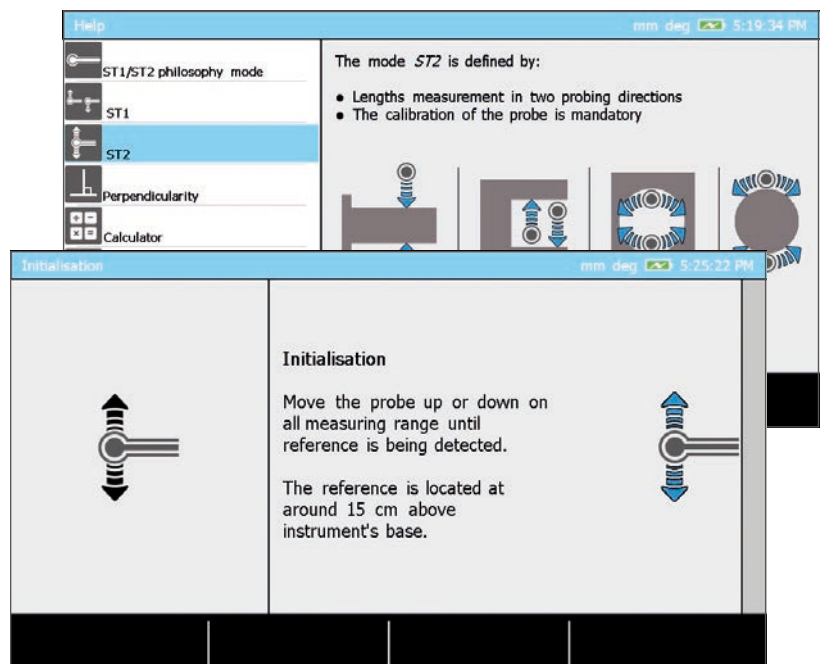 Help
mm deg 5:19:34 PM
ST1/ST2 philosophy mode
ST1
ST2
Perpendicularity
Calculator
The mode ST2 is defined by:
• Lengths measurement in two probing directions
• The calibration of the probe is mandatory
Initialisation
mm deg 5:25:22 PM
Initialisation
Move the probe up or down on
all measuring range until
reference is being detected.
The reference is located at
around 15 cm above
instrument's base.